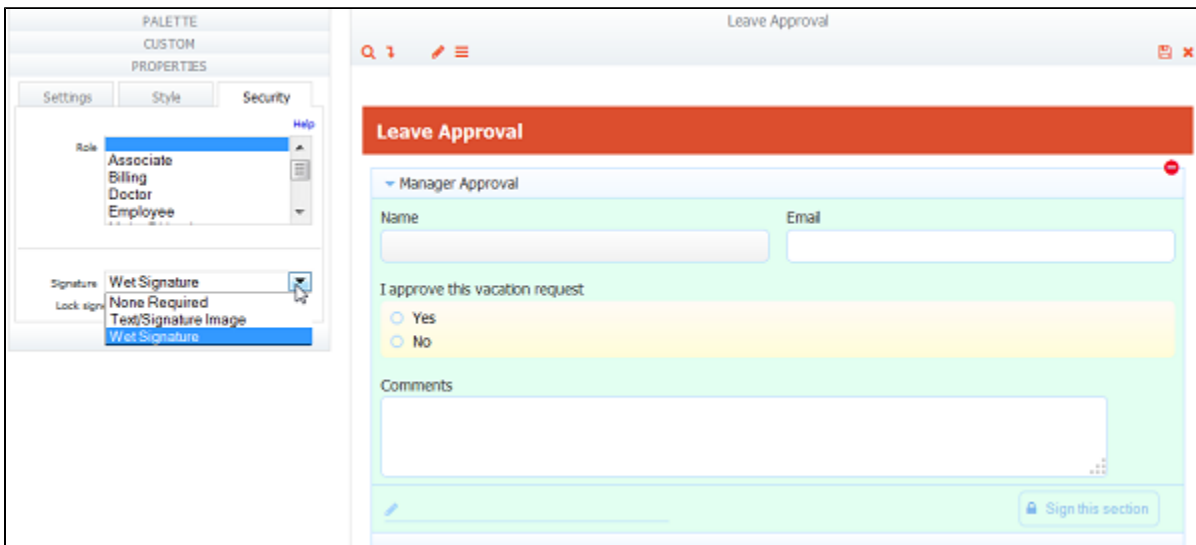 PALETTE
CUSTOM
PROPERTIES
Settings Style Security
Help
Role
Associate
Billing
Doctor
Employee
Signature Wet Signature
Lock sign
None Required
Text/Signature Image
Wet Signature
Leave Approval
Leave Approval
Manager Approval
Name Email
I approve this vacation request
Yes
No
Comments
Sign this section